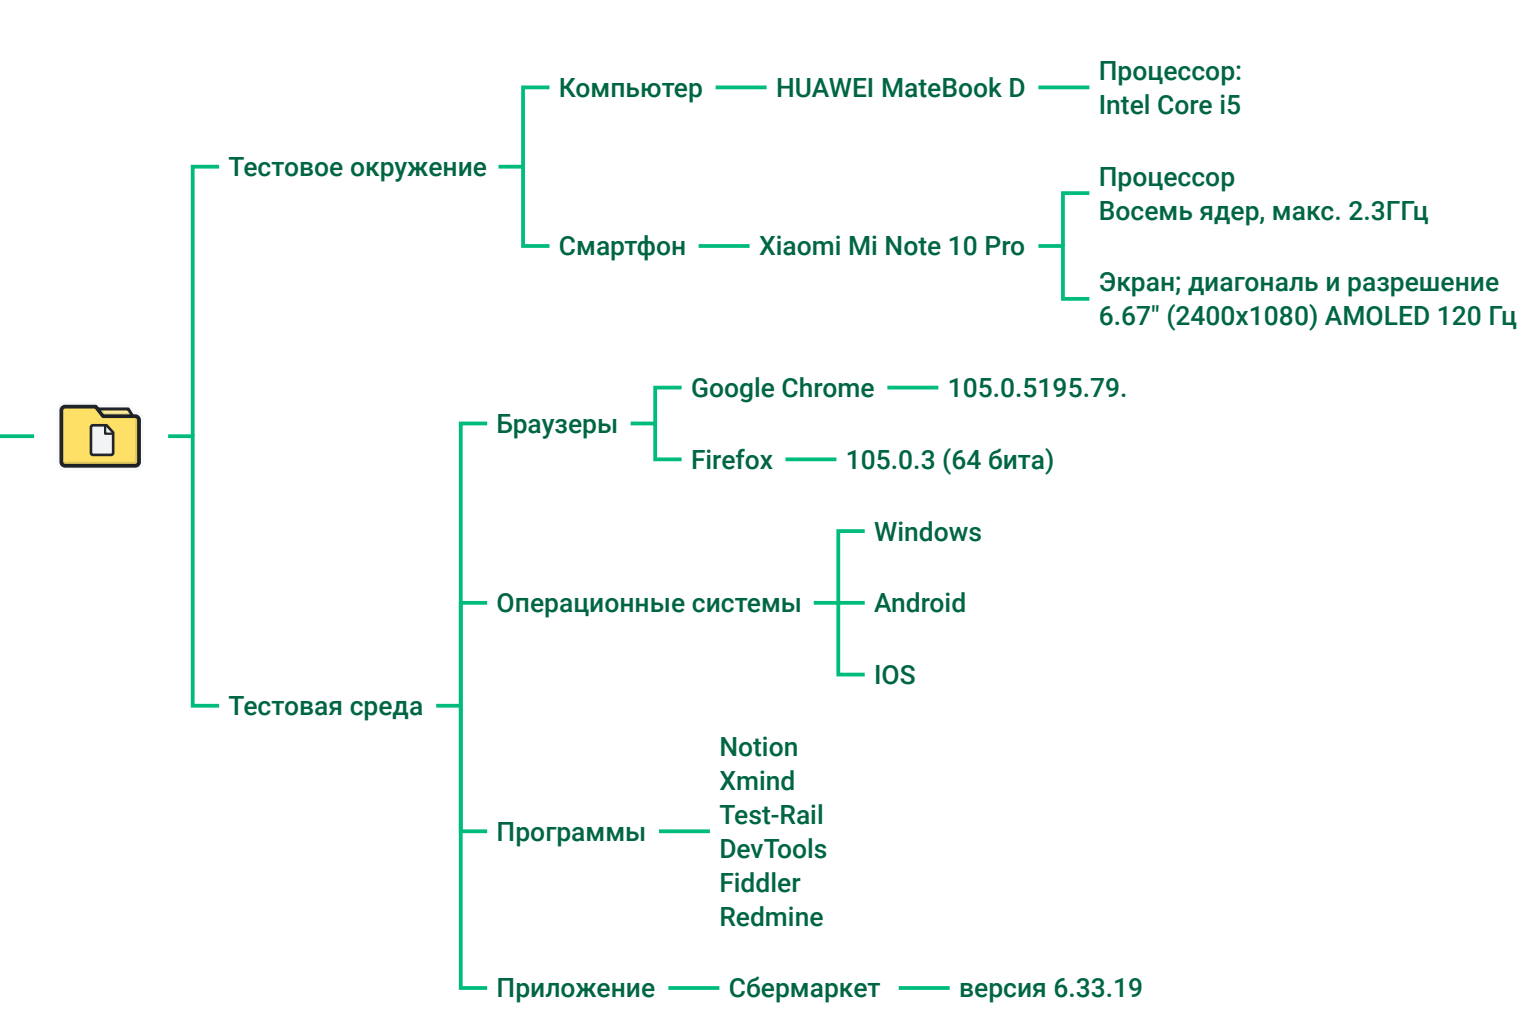 Тестовое окружение
Компьютер
HUAWEI MateBook D
Процессор:
Intel Core i5
Смартфон
Xiaomi Mi Note 10 Pro
Процессор
Восемь ядер, макс. 2.3ГГц
Экран; диагональ и разрешение
6.67" (2400x1080) AMOLED 120 Гц
Тестовая среда
Браузеры
Google Chrome
105.0.5195.79.
Firefox
105.0.3 (64 бита)
Операционные системы
Windows
Android
IOS
Программы
Notion
Xmind
Test-Rail
DevTools
Fiddler
Redmine
Приложение
Сбермаркет
версия 6.33.19